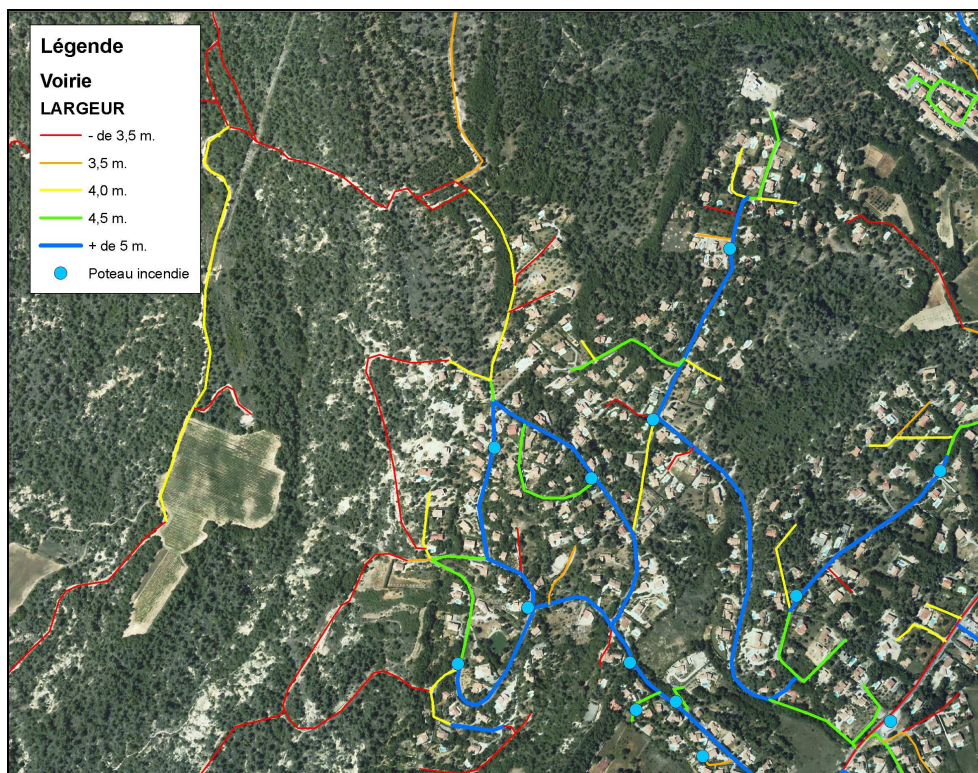 Légende
Voirie
LARGEUR
- de 3,5 m.
3,5 m.
4,0 m.
4,5 m.
+ de 5 m.
Poteau incendie